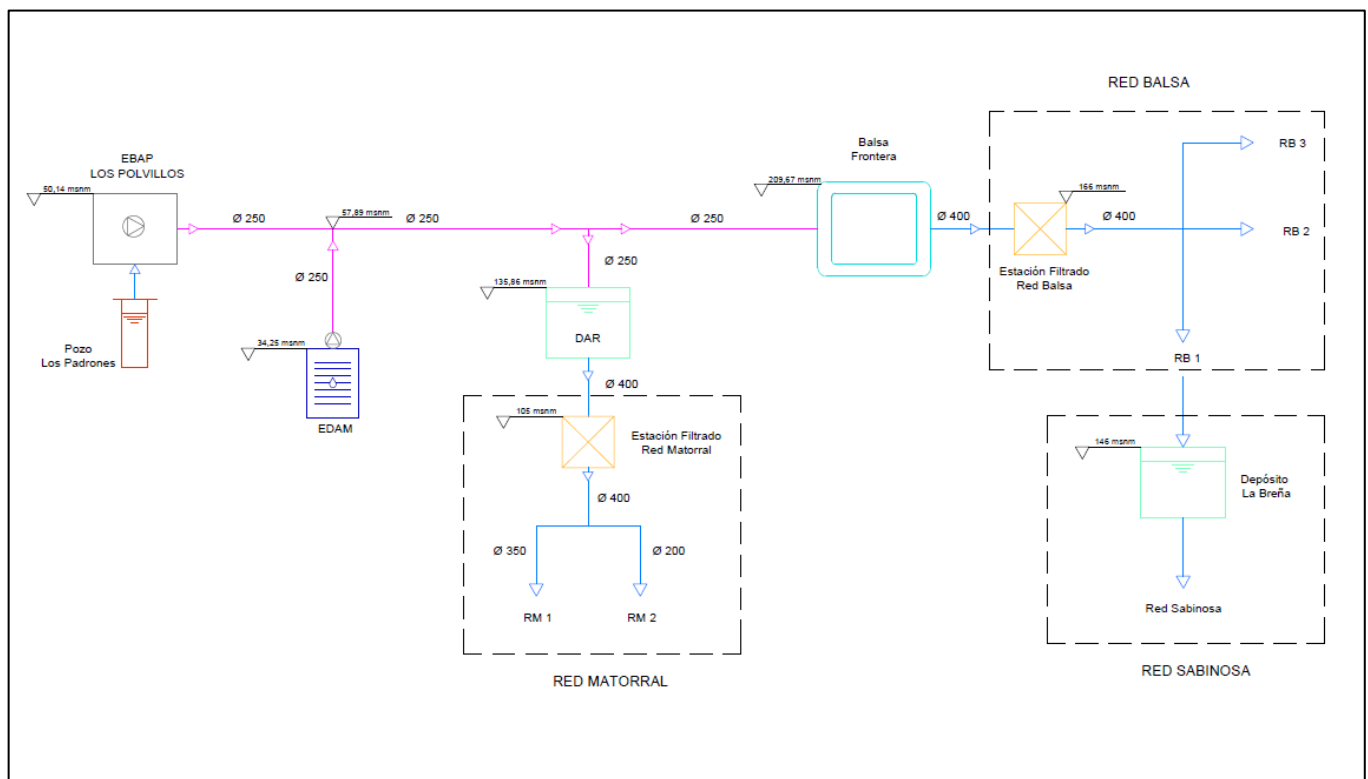 RED BALSA
EBAP
LOS POLVILLOS
50,14 msnm
Ø 250
57,89 msnm
Ø 250
Ø 250
Balsa
Frontera
209,67 msnm
Ø 400
166 msnm
Ø 400
RB 3
RB 2
Estación Filtrado
Red Balsa
Ø 250
Ø 250
135,86 msnm
DAR
Pozo
Los Padrones
34,25 msnm
EDAM
RB 1
Ø 400
105 msnm
Estación Filtrado
Red Matorral
Ø 400
Ø 350
Ø 200
RM 1
RM 2
RED MATORRAL
146 msnm
Depósito
La Breña
Red Sabinosa
RED SABINOSA